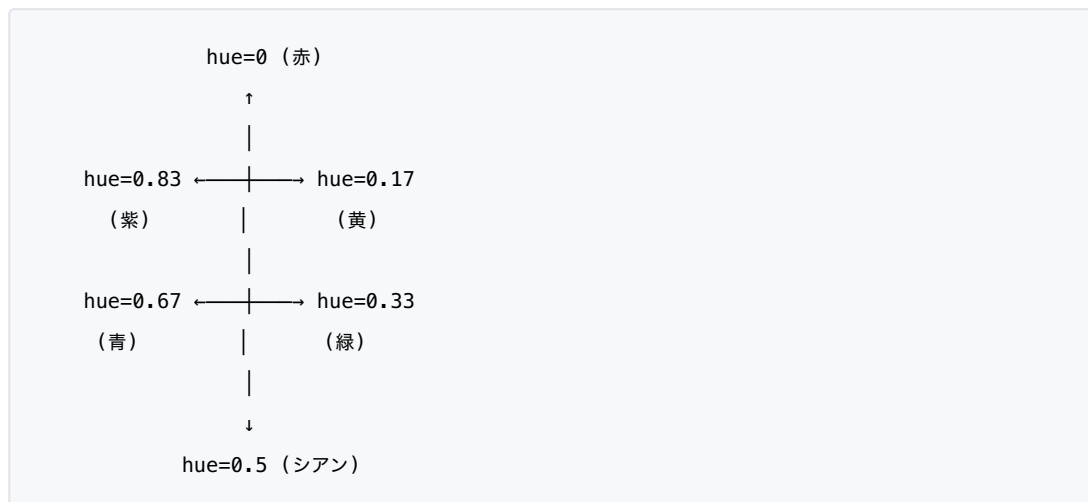 hue=0 (赤)
↑
│
hue=0.83 ←───┼───→ hue=0.17
(紫) │ (黄)
│
hue=0.67 ←───┼───→ hue=0.33
(青) │ (緑)
│
↓
hue=0.5 (シアン)